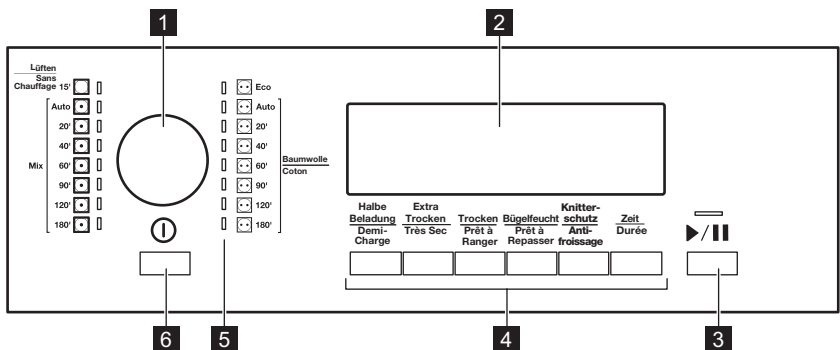 1
2
Lüften
Sans
Chauffage 15'
Auto
20'
40'
Mix
60'
90'
120'
180'
Eco
Auto
20'
40'
60'
90'
120'
180'
Baumwolle
Coton
Halbe
Beladung
Demi-
Charge
Extra
Trocken
Très Sec
Trocken
Prêt à
Ranger
Bügelfeucht
Prêt à
Repasser
Knitter-
schutz
Anti-
froissage
Zeit
Durée
6
5
4
3